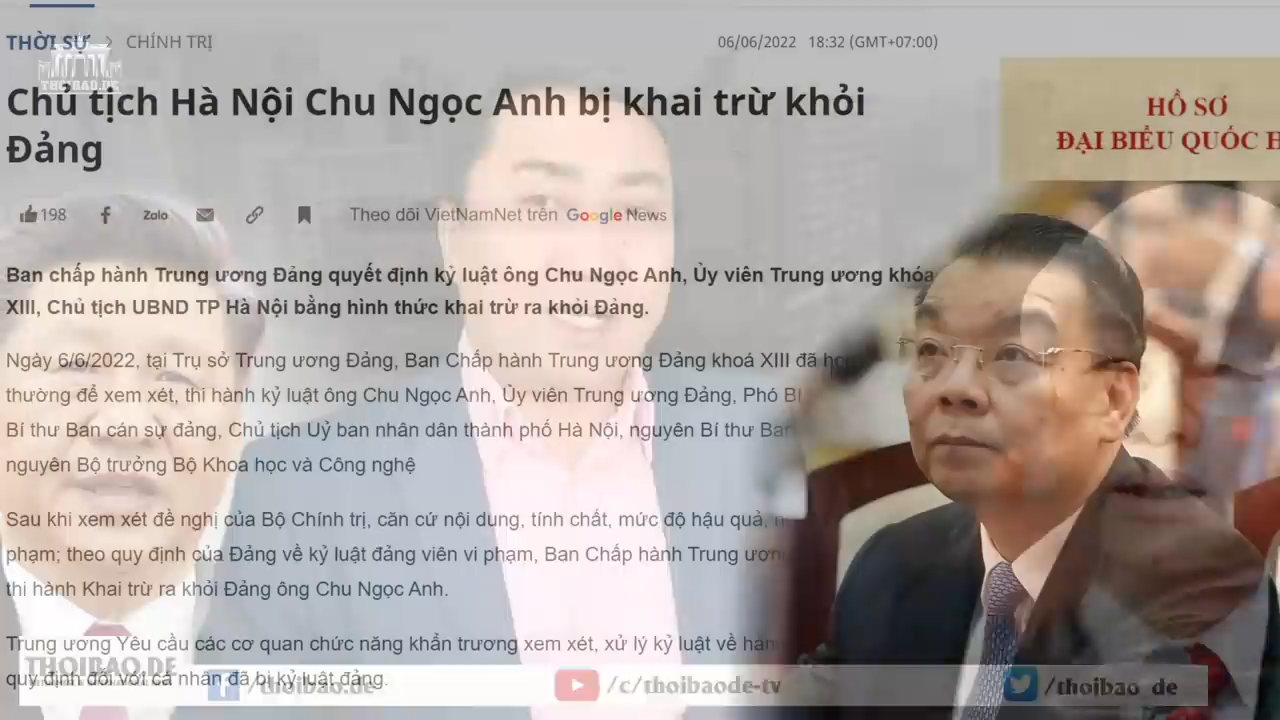 THỜI SỰ > CHÍNH TRỊ
06/06/2022 18:32 (GMT+07:00)
THOIBAO.DE
Chủ tịch Hà Nội Chu Ngọc Anh bị khai trừ khỏi
Đảng
HỒ SƠ
ĐẠI BIỂU QUỐC H
198 Zalo Theo dõi VietNamNet trên Google News
Ban chấp hành Trung ương Đảng quyết định kỷ luật ông Chu Ngọc Anh, Ủy viên Trung ương khóa
XIII, Chủ tịch UBND TP Hà Nội bằng hình thức khai trừ ra khỏi Đảng.
Ngày 6/6/2022, tại Trụ sở Trung ương Đảng, Ban Chấp hành Trung ương Đảng khoá XIII đã
thường để xem xét, thi hành kỷ luật ông Chu Ngọc Anh, Ủy viên Trung ương Đảng, Phó
Bí thư Ban cán sự đảng, Chủ tịch Uỷ ban nhân dân thành phố Hà Nội, nguyên Bí thư Ban
nguyên Bộ trưởng Bộ Khoa học và Công nghệ
Sau khi xem xét đề nghị của Bộ Chính trị, căn cứ nội dung, tính chất, mức độ hậu quả,
phạm; theo quy định của Đảng về kỷ luật đảng viên vi phạm, Ban Chấp hành Trung ương
thi hành Khai trừ ra khỏi Đảng ông Chu Ngọc Anh.
Trung ương Yêu cầu các cơ quan chức năng khẩn trương xem xét, xử lý kỷ luật về
quy định đối với cá nhân đã bị kỷ luật đảng.
THOIBAO.DE
/thoibao.de /c/thoibaode-tv /thoibao_de